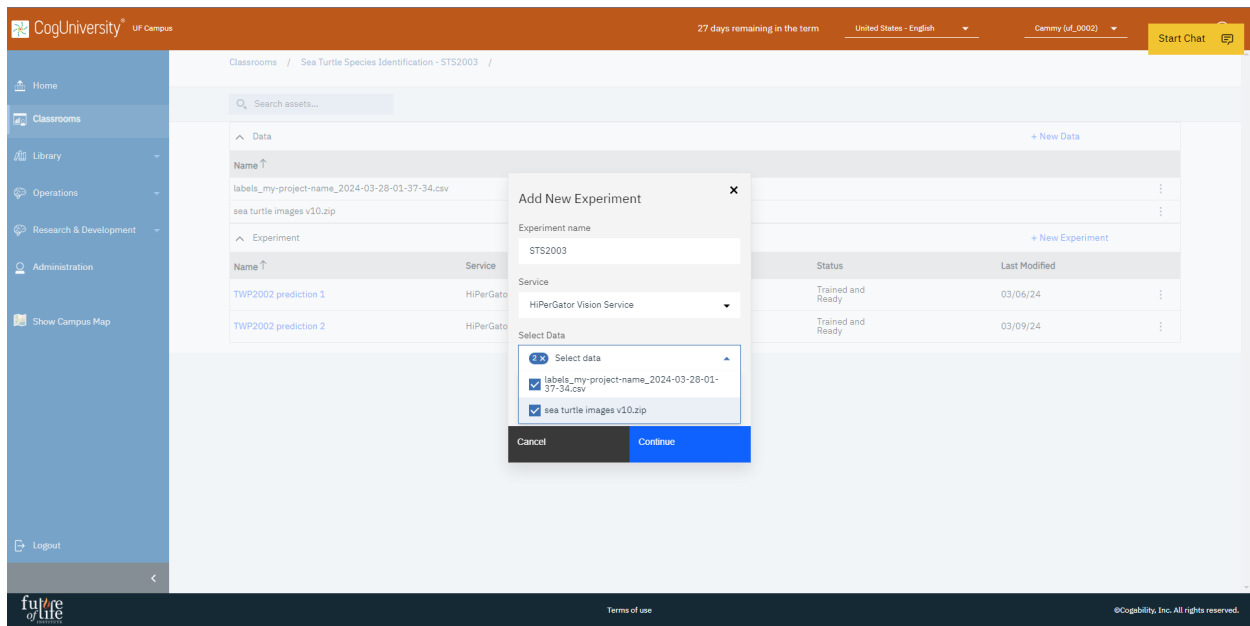 CogUniversity® UF Campus
27 days remaining in the term
United States - English
Cammy (uf_0002)
Start Chat
Home
Classrooms
Library
Operations
Research & Development
Administration
Show Campus Map
Logout
Classrooms / Sea Turtle Species Identification - STS2003 /
Search assets...
Data
+ New Data
Name
labels_my-project-name_2024-03-28-01-37-34.csv
sea turtle images v10.zip
Experiment
+ New Experiment
Name Service Status Last Modified
TWP2002 prediction 1 HiPerGato Trained and
Ready 03/06/24
TWP2002 prediction 2 HiPerGato Trained and
Ready 03/09/24
Add New Experiment
Experiment name
STS2003
Service
HiPerGator Vision Service
Select Data
2 × Select data
labels_my-project-name_2024-03-28-01-
37-34.csv
sea turtle images v10.zip
Cancel
Continue
future
of life
INSTITUTE
Terms of use
©Cogability, Inc. All rights reserved.